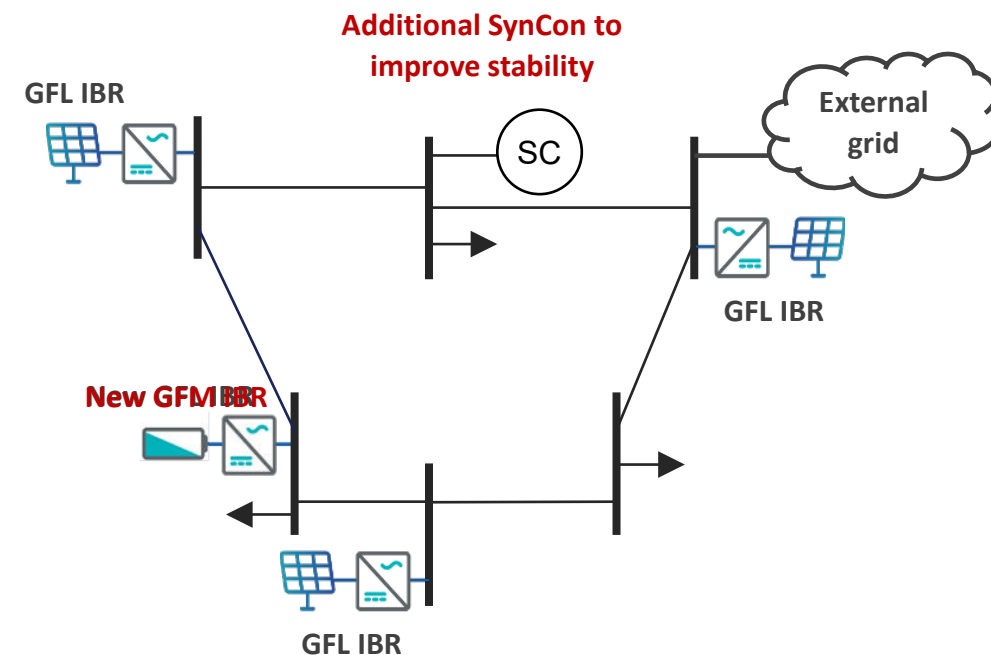 Additional SynCon to
improve stability
GFL IBR
External
grid
SC
GFL IBR
New GFM IBR
GFL IBR